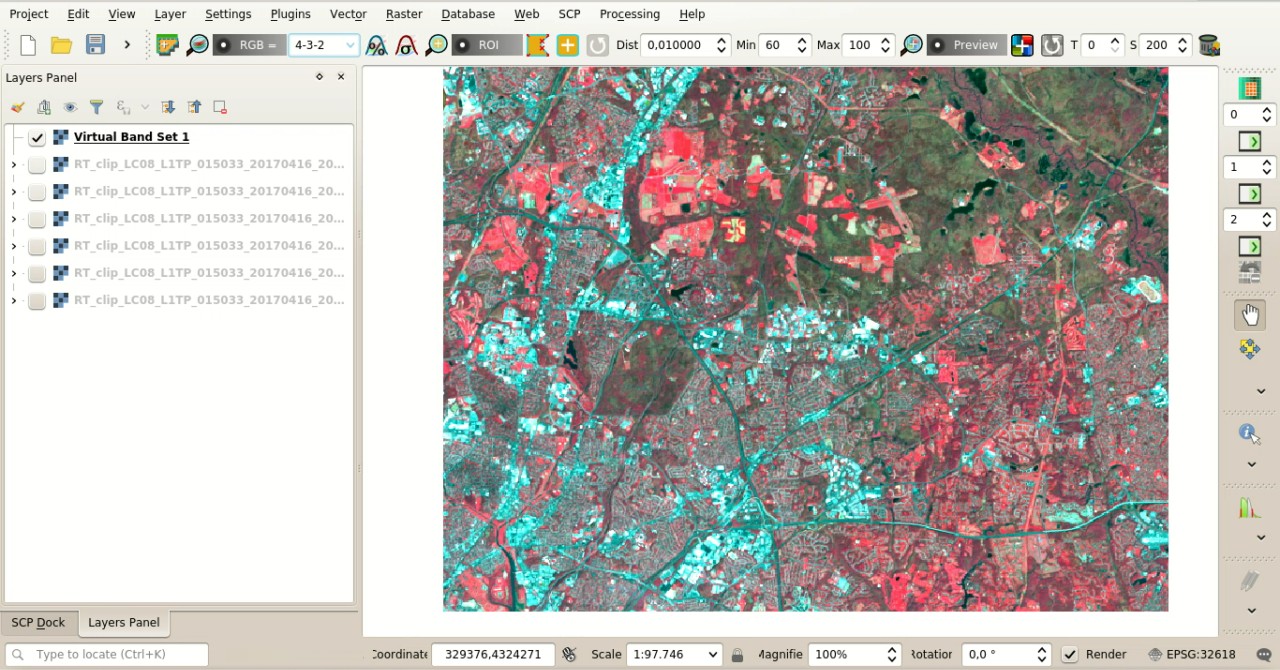 Project Edit View Layer Settings Plugins Vector Raster Database Web SCP Processing Help
RGB = 4-3-2 ROI Dist 0,010000 Min 60 Max 100 Preview T 0 S 200
Layers Panel
Virtual Band Set 1
RT_clip_LC08_L1TP_015033_20170416_20...
RT_clip_LC08_L1TP_015033_20170416_20...
RT_clip_LC08_L1TP_015033_20170416_20...
RT_clip_LC08_L1TP_015033_20170416_20...
RT_clip_LC08_L1TP_015033_20170416_20...
RT_clip_LC08_L1TP_015033_20170416_20...
0
1
2
SCP Dock Layers Panel
Type to locate (Ctrl+K) Coordinate 329376,4324271 Scale 1:97.746 Magnifie 100% Rotation 0,0 ° Render EPSG:32618